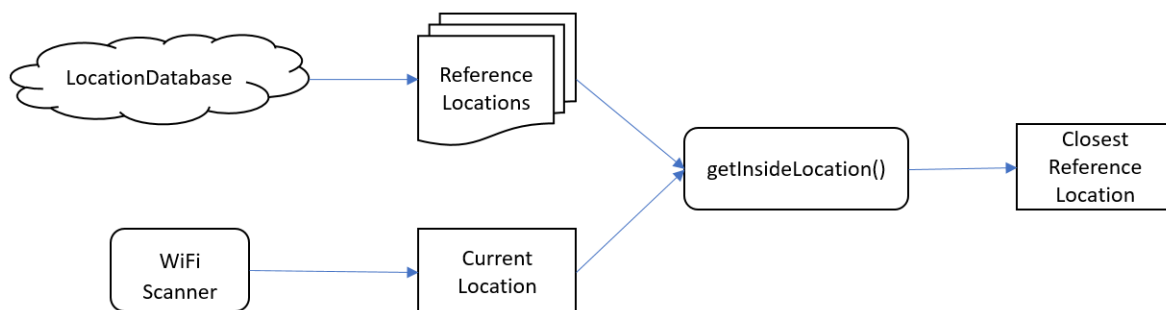 LocationDatabase
Reference
Locations
getInsideLocation()
Closest
Reference
Location
WiFi
Scanner
Current
Location